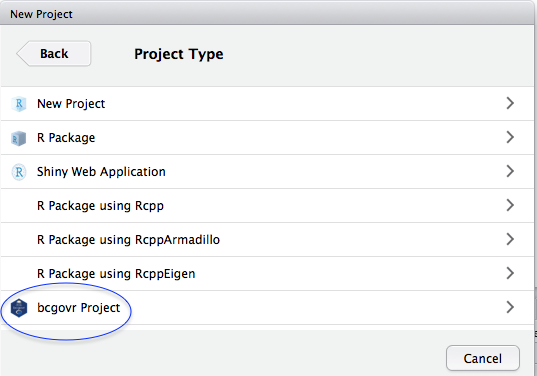 New Project
Back
Project Type
New Project
R Package
Shiny Web Application
R Package using Rcpp
R Package using RcppArmadillo
R Package using RcppEigen
bcgovr Project
Cancel